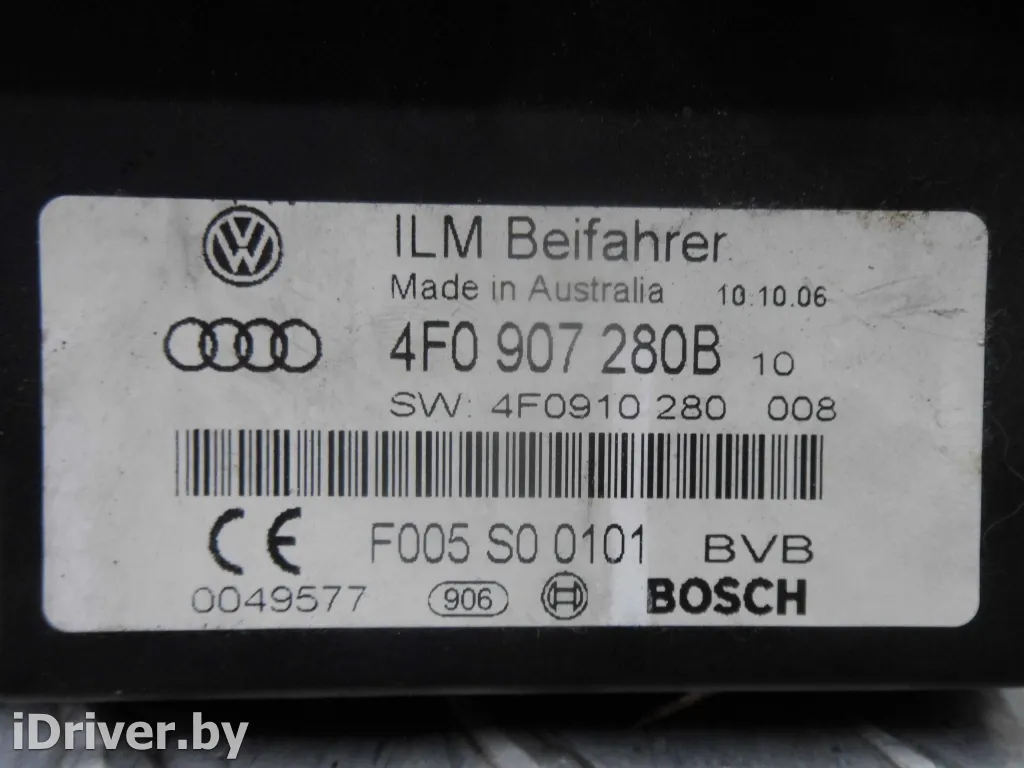 ILM Beifahrer
Made in Australia 10.10.06
4F0 907 280B 10
SW: 4F0910 280 008
F005 S0 0101 BVB
0049577 906 BOSCH
iDriver.by